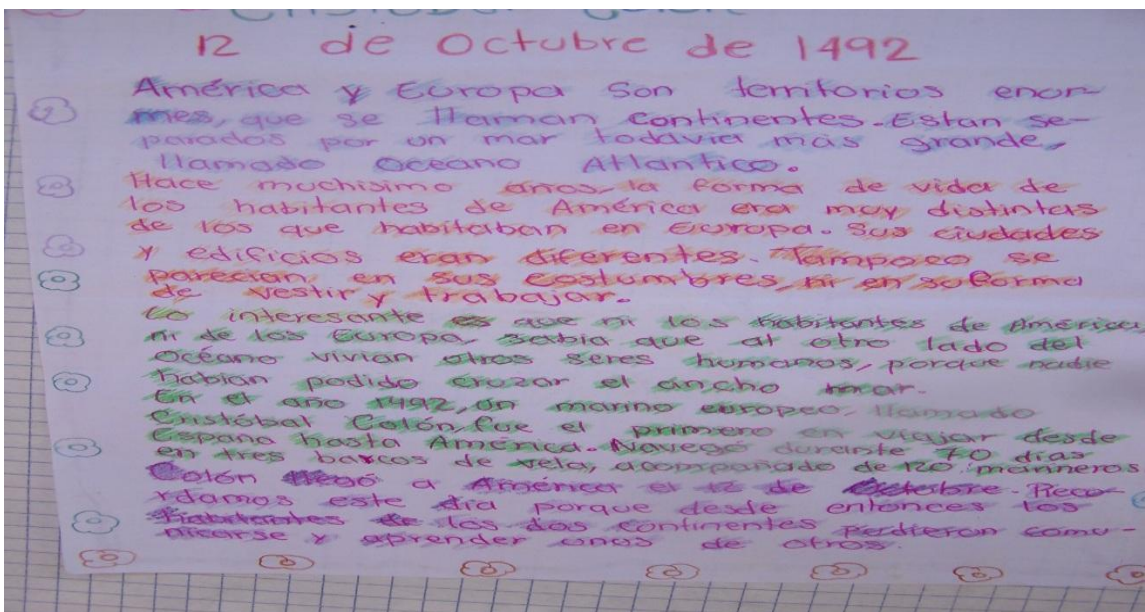 Cristobal Colón
12 de Octubre de 1492
América y Europa son territorios enor-
mes, que se llaman continentes. Estan se-
parados por un mar todavía más grande,
llamado Oceano Atlantico.
Hace muchisimo años, la forma de vida de
los habitantes de América era muy distintas
de los que habitaban en Europa. Sus ciudades
y edificios eran diferentes. Tampoco se
parecian, en sus costumbres, ni en su forma
de vestir y trabajar.
Lo interesante es que ni los habitantes de América
ni de los Europa, sabia que al otro lado del
Océano vivian otros seres humanos, porque nadie
habian podido cruzar el ancho mar.
En el año 1492, un marino europeo, llamado
Cristóbal Colón, fue el primero en viajar desde
España hasta América. Navegó durante 70 dias
en tres barcos de vela, acompañado de 120 marineros
Colón llegó a América el 12 de Octubre. Reco-
rdamos este dia porque desde entonces los
habitantes de los dos continentes pudieron comu-
nicarse y aprender unos de otros.